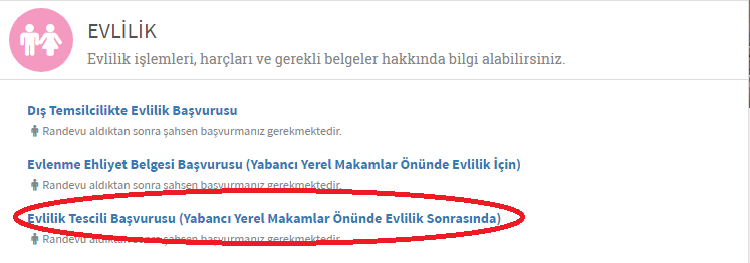 EVLİLİK
Evlilik işlemleri, harçları ve gerekli belgeler hakkında bilgi alabilirsiniz.
Dış Temsilcilikte Evlilik Başvurusu
Randevu aldıktan sonra şahsen başvurmanız gerekmektedir.
Evlenme Ehliyet Belgesi Başvurusu (Yabancı Yerel Makamlar Önünde Evlilik İçin)
Randevu aldıktan sonra şahsen başvurmanız gerekmektedir.
Evlilik Tescili Başvurusu (Yabancı Yerel Makamlar Önünde Evlilik Sonrasında)
Randevu aldıktan sonra şahsen başvurmanız gerekmektedir.